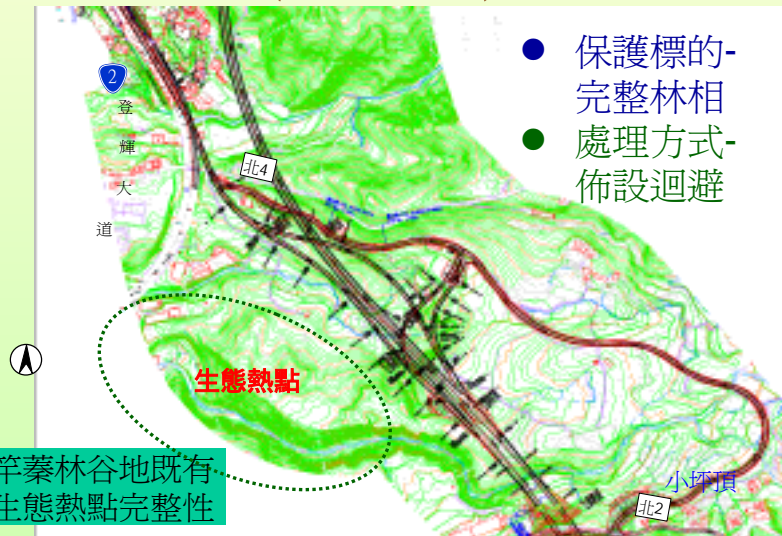 保護標的-
完整林相
處理方式-
佈設迴避
2
登輝大道
北4
生態熱點
竿蓁林谷地既有
生態熱點完整性
小坪頂
北2